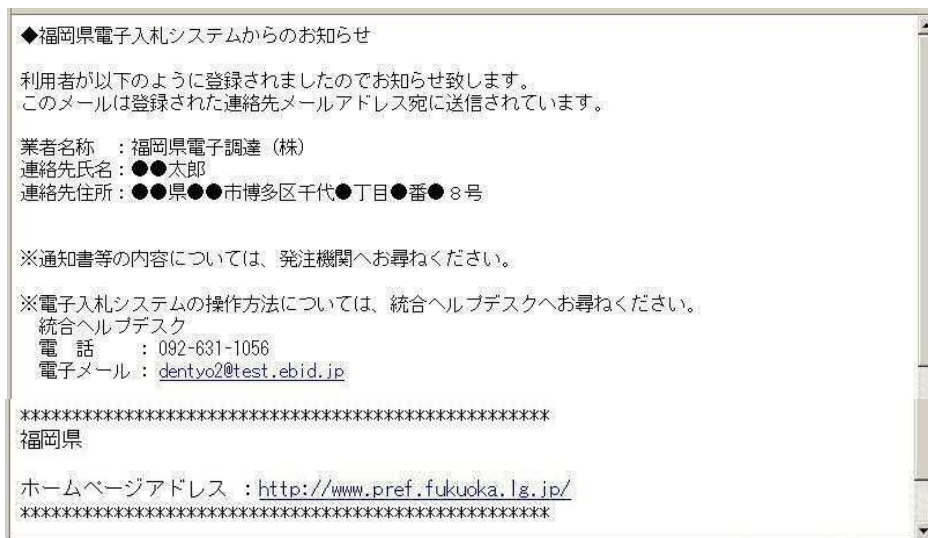 ◆福岡県電子入札システムからのお知らせ
利用者が以下のように登録されましたのでお知らせ致します。
このメールは登録された連絡先メールアドレス宛に送信されています。
業者名称　：福岡県電子調達（株）
連絡先氏名：●●太郎
連絡先住所：●●県●●市博多区千代●丁目●番●８号
※通知書等の内容については、発注機関へお尋ねください。
※電子入札システムの操作方法については、統合ヘルプデスクへお尋ねください。
統合ヘルプデスク
電　話　　：092-631-1056
電子メール：dentyo2@test.ebid.jp
****************************************************
福岡県
ホームページアドレス ：http://www.pref.fukuoka.lg.jp/
****************************************************